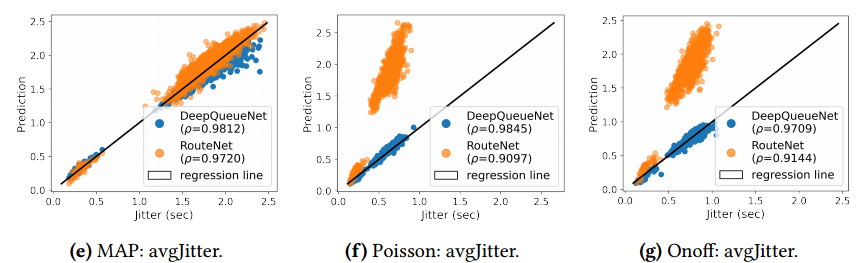 2.5
2.0
1.5
1.0
0.5
0.0
Prediction
DeepQueueNet
(ρ=0.9812)
RouteNet
(ρ=0.9720)
regression line
0.0 0.5 1.0 1.5 2.0 2.5
Jitter (sec)
(e) MAP: avgJitter.
2.5
2.0
1.5
1.0
0.5
0.0
Prediction
DeepQueueNet
(ρ=0.9845)
RouteNet
(ρ=0.9097)
regression line
0.0 0.5 1.0 1.5 2.0 2.5
Jitter (sec)
(f) Poisson: avgJitter.
2.5
2.0
1.5
1.0
0.5
0.0
Prediction
DeepQueueNet
(ρ=0.9709)
RouteNet
(ρ=0.9144)
regression line
0.0 0.5 1.0 1.5 2.0 2.5
Jitter (sec)
(g) Onoff: avgJitter.